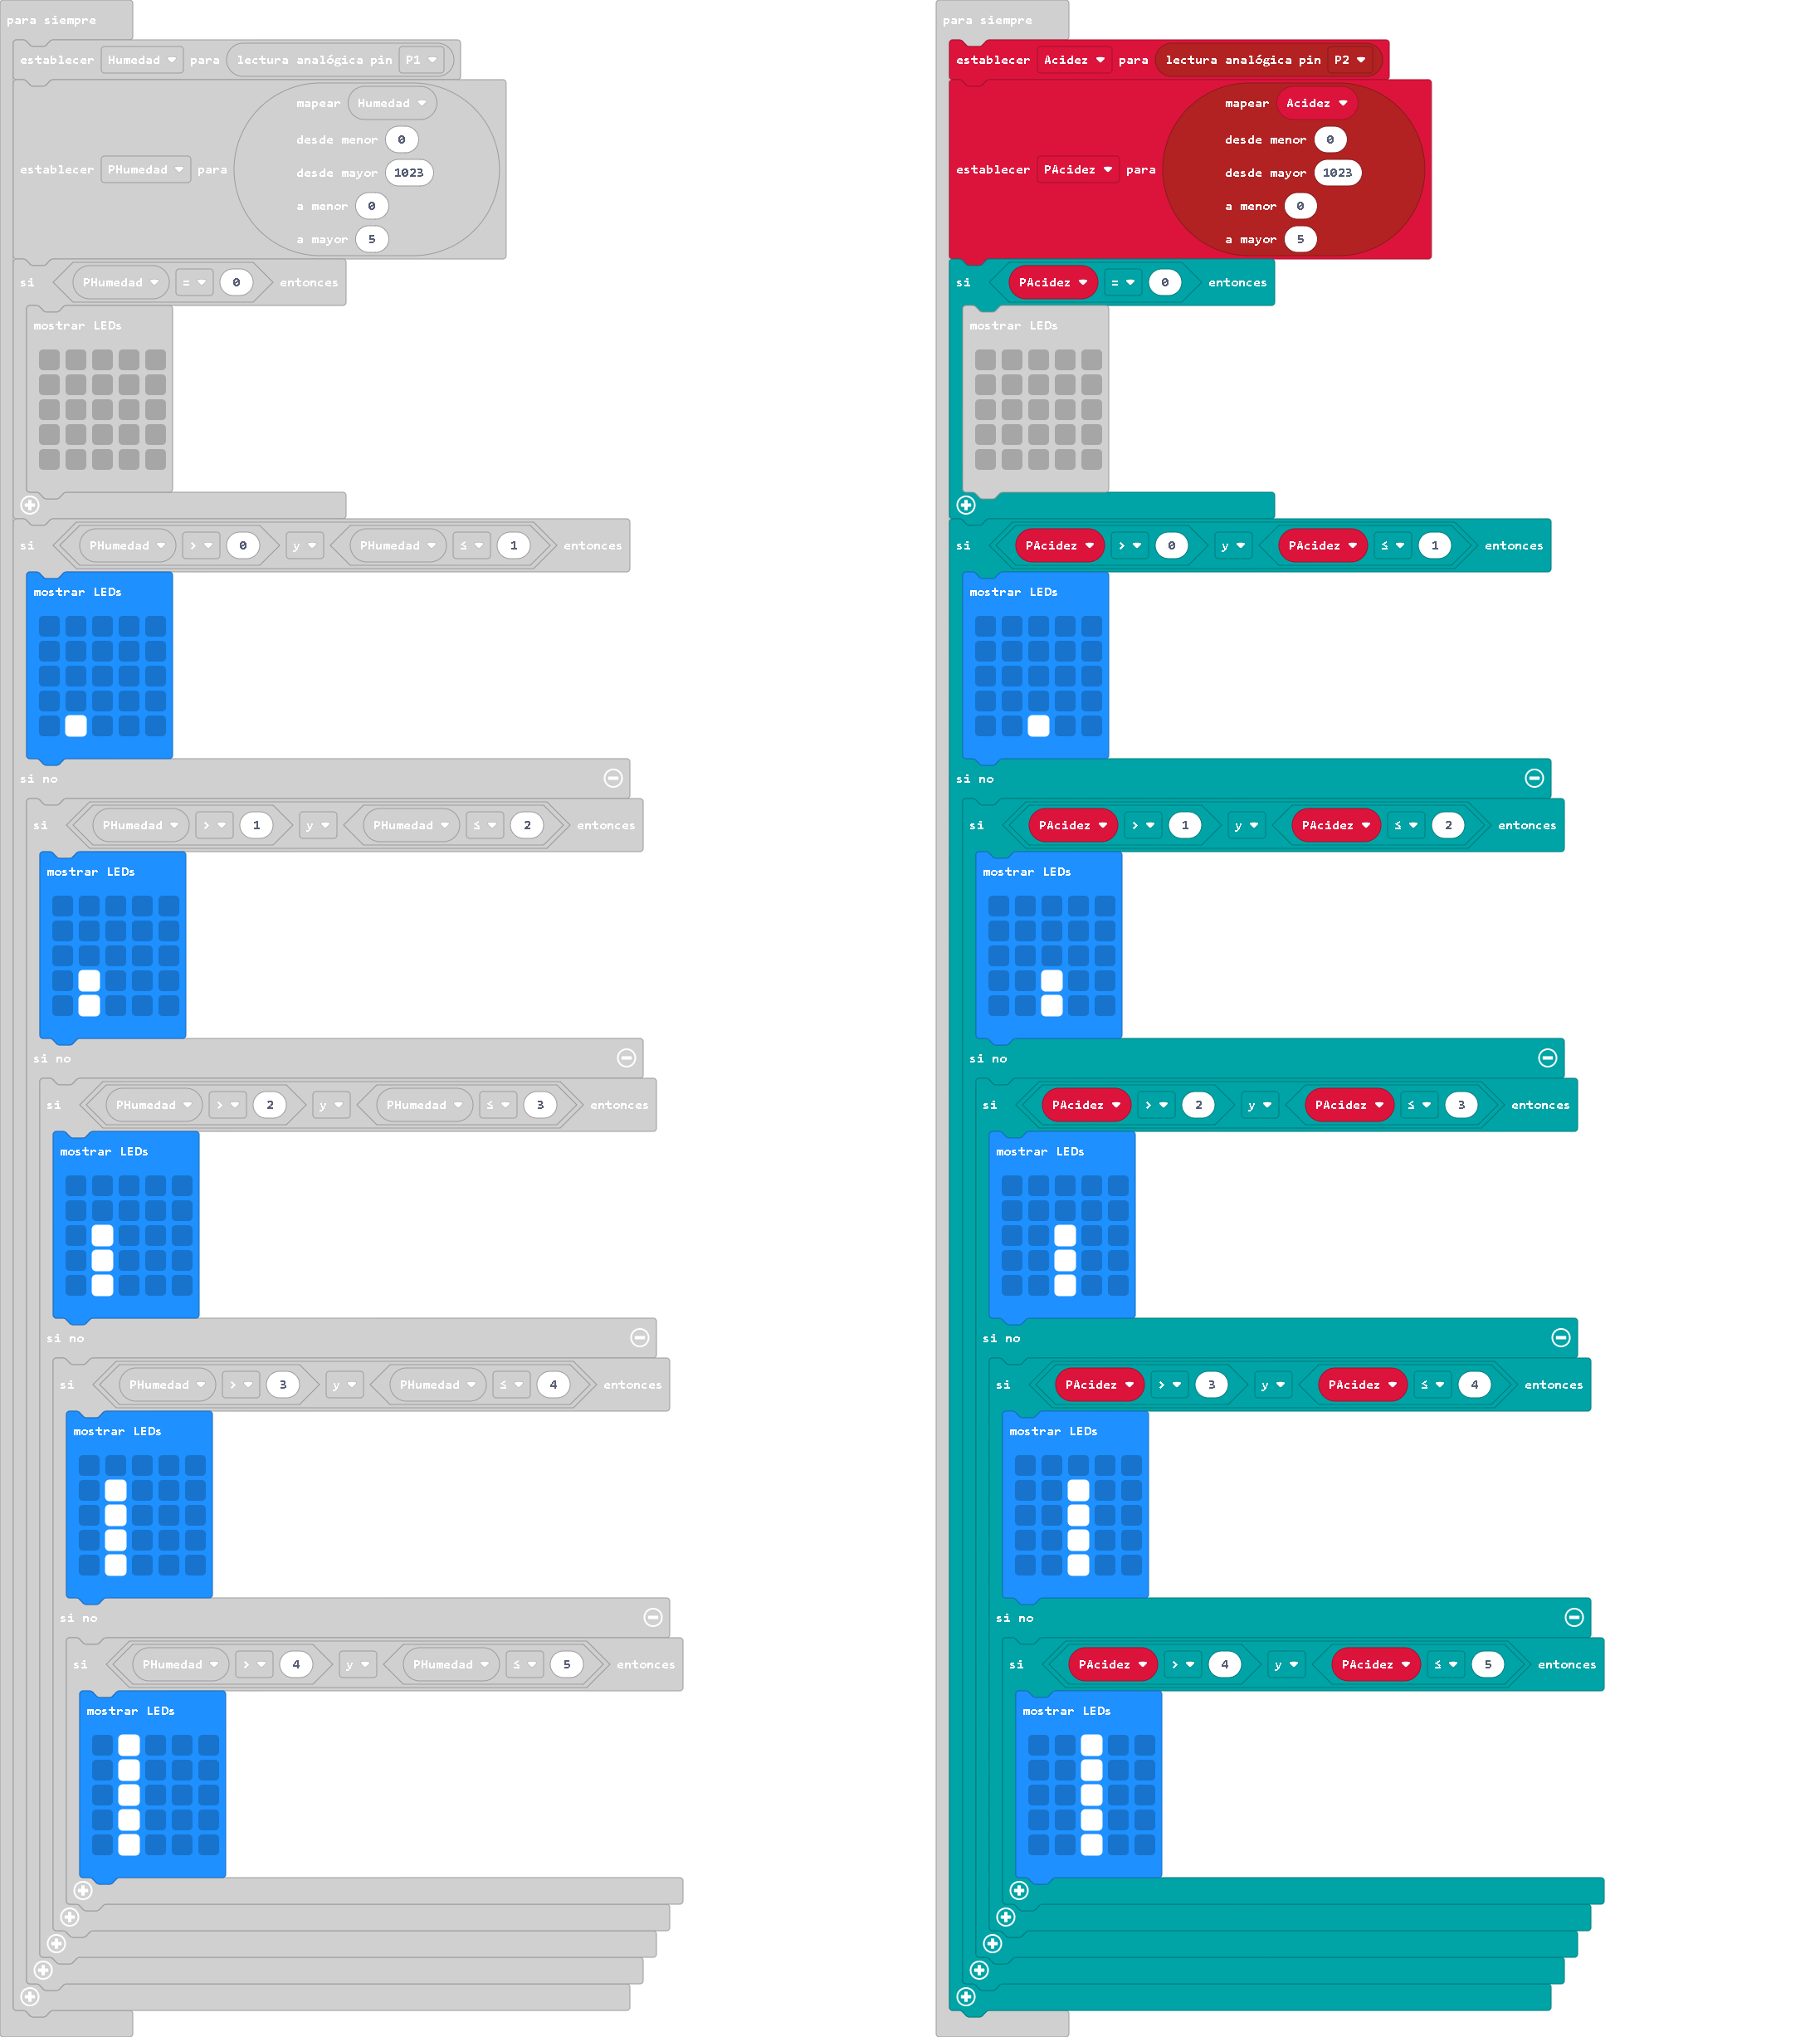 para siempre
establecer Humedad para lectura analógica pin P1
establecer PHumedad para mapear Humedad
desde menor 0
desde mayor 1023
a menor 0
a mayor 5
si PHumedad = 0 entonces
mostrar LEDs
si PHumedad > 0 y PHumedad ≤ 1 entonces
mostrar LEDs
si no
si PHumedad > 1 y PHumedad ≤ 2 entonces
mostrar LEDs
si no
si PHumedad > 2 y PHumedad ≤ 3 entonces
mostrar LEDs
si no
si PHumedad > 3 y PHumedad ≤ 4 entonces
mostrar LEDs
si no
si PHumedad > 4 y PHumedad ≤ 5 entonces
mostrar LEDs
para siempre
establecer Acidez para lectura analógica pin P2
establecer PAcidez para mapear Acidez
desde menor 0
desde mayor 1023
a menor 0
a mayor 5
si PAcidez = 0 entonces
mostrar LEDs
si PAcidez > 0 y PAcidez ≤ 1 entonces
mostrar LEDs
si no
si PAcidez > 1 y PAcidez ≤ 2 entonces
mostrar LEDs
si no
si PAcidez > 2 y PAcidez ≤ 3 entonces
mostrar LEDs
si no
si PAcidez > 3 y PAcidez ≤ 4 entonces
mostrar LEDs
si no
si PAcidez > 4 y PAcidez ≤ 5 entonces
mostrar LEDs